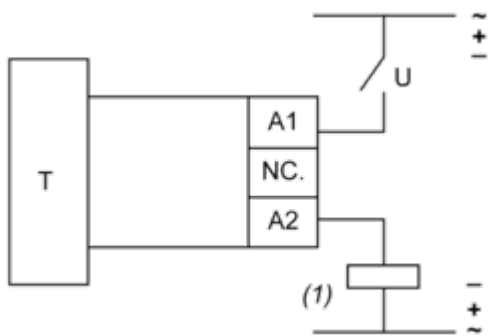 ~
+
−
U
A1
T
NC.
A2
(1)
−
+
~